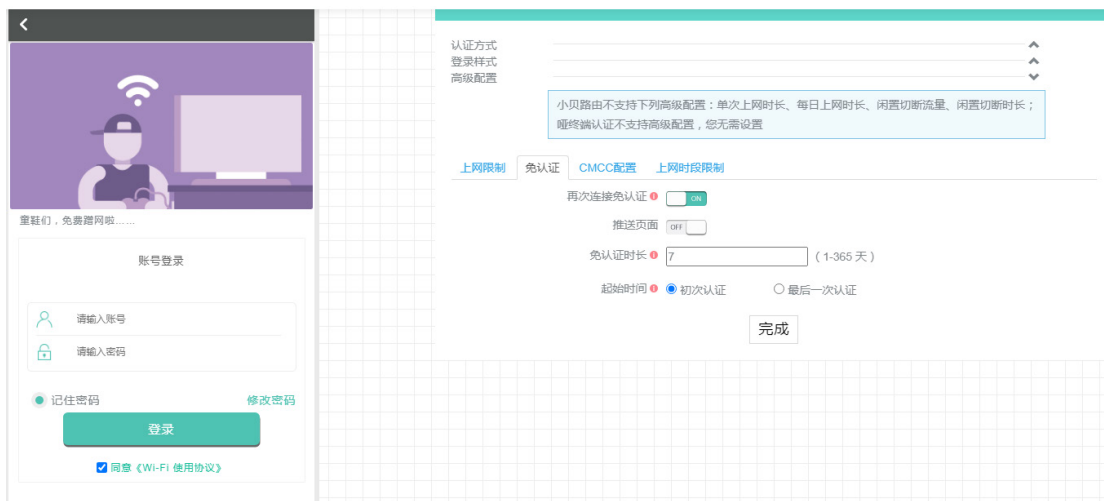 童鞋们，免费蹭网啦……
账号登录
请输入账号
请输入密码
记住密码 修改密码
登录
同意《Wi-Fi 使用协议》
认证方式
登录样式
高级配置
小贝路由不支持下列高级配置：单次上网时长、每日上网时长、闲置切断流量、闲置切断时长；
哑终端认证不支持高级配置，您无需设置
上网限制 免认证 CMCC配置 上网时段限制
再次连接免认证 ON
推送页面 OFF
免认证时长 7 （1-365 天）
起始时间 初次认证 最后一次认证
完成